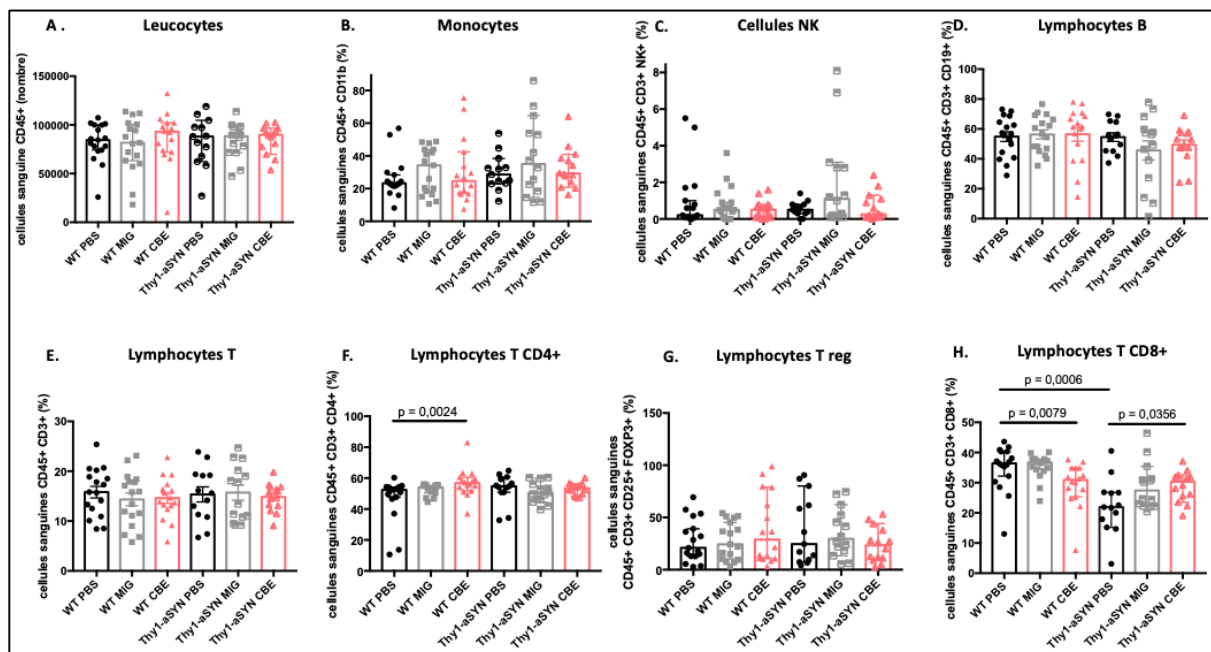 A .
Leucocytes
cellules sanguine CD45+ (nombre)
150000
100000
50000
0
WT PBS
WT MIG
WT CBE
Thy1-aSYN PBS
Thy1-aSYN MIG
Thy1-aSYN CBE
B.
Monocytes
cellules sanguines CD45+ CD11b (%)
80
60
40
20
0
WT PBS
WT MIG
WT CBE
Thy1-aSYN PBS
Thy1-aSYN MIG
Thy1-aSYN CBE
C.
Cellules NK
cellules sanguines CD45+ CD3+ NK+ (%)
8
6
4
2
0
WT PBS
WT MIG
WT CBE
Thy1-aSYN PBS
Thy1-aSYN MIG
Thy1-aSYN CBE
D.
Lymphocytes B
cellules sanguines CD45+ CD3+ CD19+ (%)
100
80
60
40
20
0
WT PBS
WT MIG
WT CBE
Thy1-aSYN PBS
Thy1-aSYN MIG
Thy1-aSYN CBE
E.
Lymphocytes T
cellules sanguines CD45+ CD3+ (%)
30
20
10
0
WT PBS
WT MIG
WT CBE
Thy1-aSYN PBS
Thy1-aSYN MIG
Thy1-aSYN CBE
F.
Lymphocytes T CD4+
cellules sanguines CD45+ CD3+ CD4+ (%)
p = 0,0024
100
80
60
40
20
0
WT PBS
WT MIG
WT CBE
Thy1-aSYN PBS
Thy1-aSYN MIG
Thy1-aSYN CBE
G.
Lymphocytes T reg
cellules sanguines
CD45+ CD3+ CD25+ FOXP3+ (%)
150
100
50
0
WT PBS
WT MIG
WT CBE
Thy1-aSYN PBS
Thy1-aSYN MIG
Thy1-aSYN CBE
H.
Lymphocytes T CD8+
cellules sanguines CD45+ CD3+ CD8+ (%)
p = 0,0006
p = 0,0079
p = 0,0356
50
40
30
20
10
0
WT PBS
WT MIG
WT CBE
Thy1-aSYN PBS
Thy1-aSYN MIG
Thy1-aSYN CBE